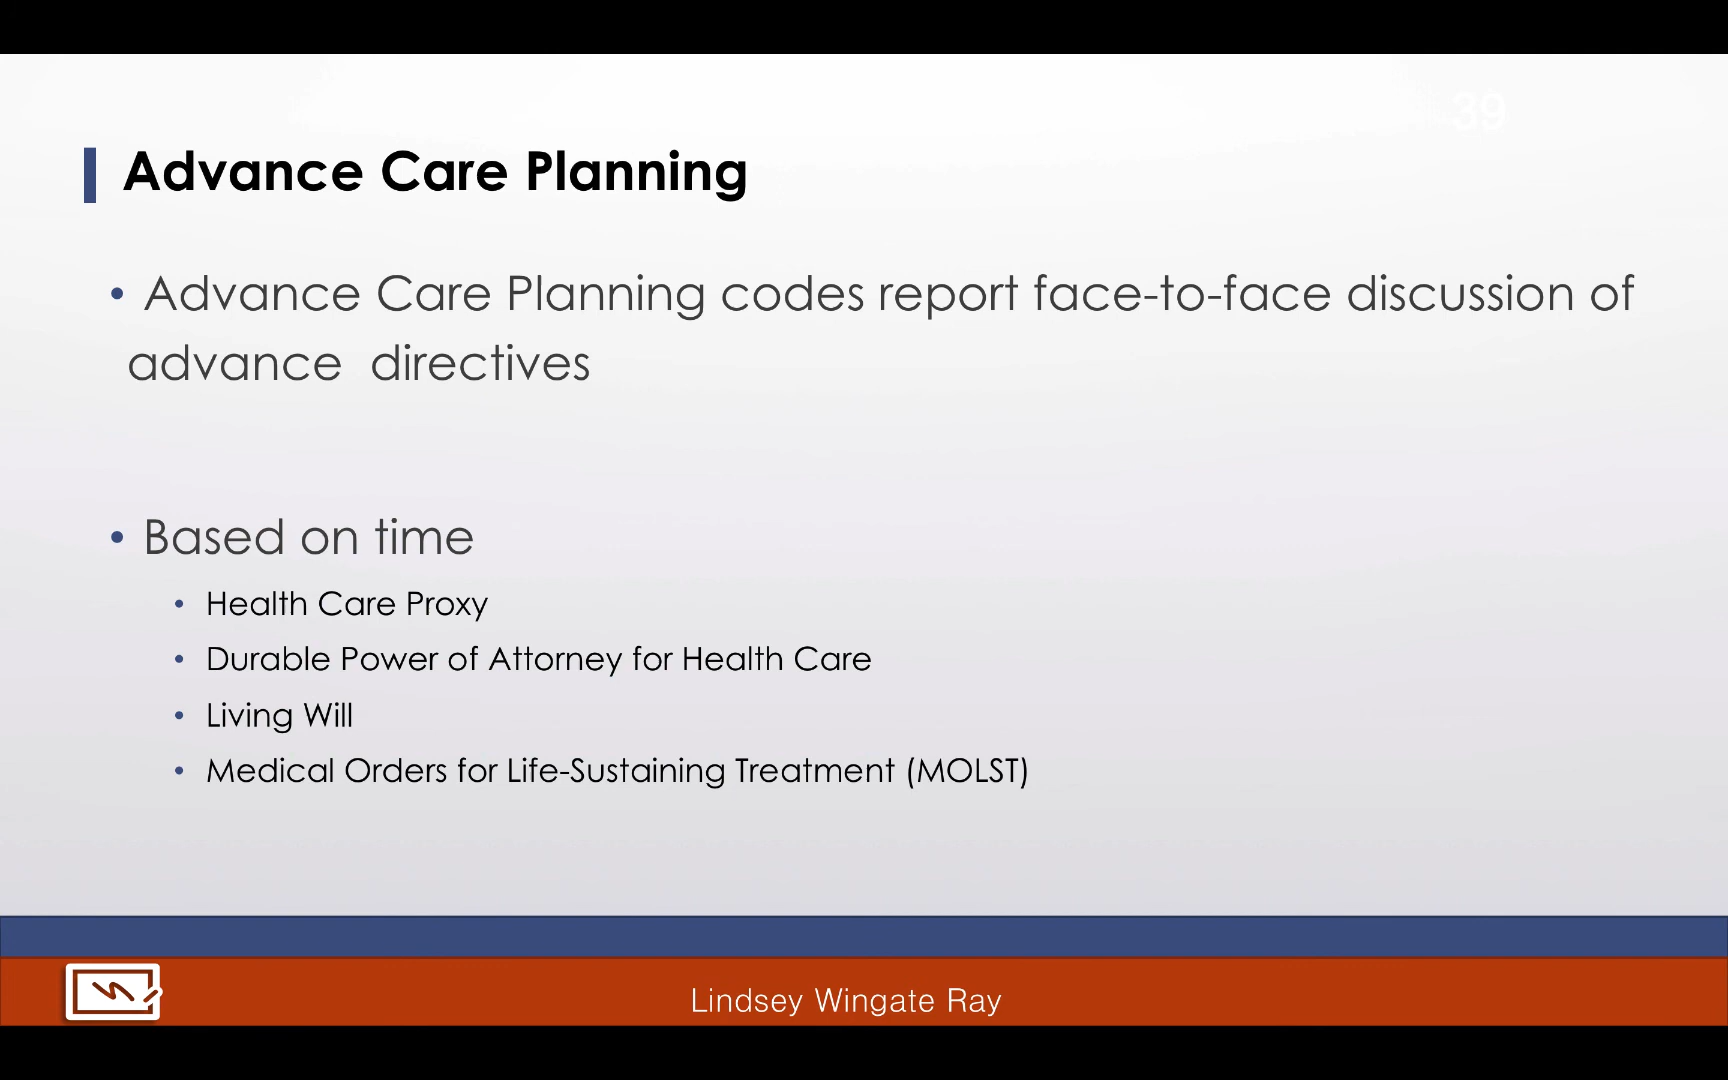 39
Advance Care Planning
• Advance Care Planning codes report face-to-face discussion of
advance  directives
• Based on time
• Health Care Proxy
• Durable Power of Attorney for Health Care
• Living Will
• Medical Orders for Life-Sustaining Treatment (MOLST)
Lindsey Wingate Ray